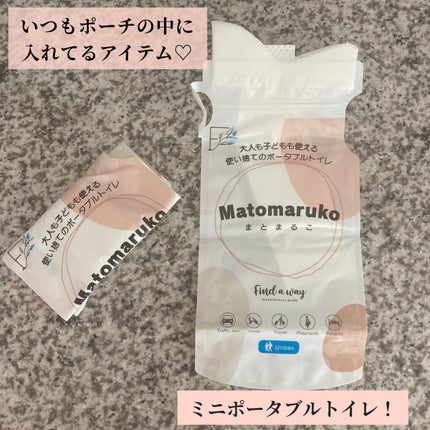 いつもポーチの中に
入れてるアイテム♡
大人も子どもも使える
使い捨てのポータブルトイレ
Matomaruko
まとまるこ
Find a way
Traffic Jam
Travel
Pregnants
Unisex
大人も子どもも使える
使い捨てのポータブルトイレ
Matomaruko
ミニポータブルトイレ！